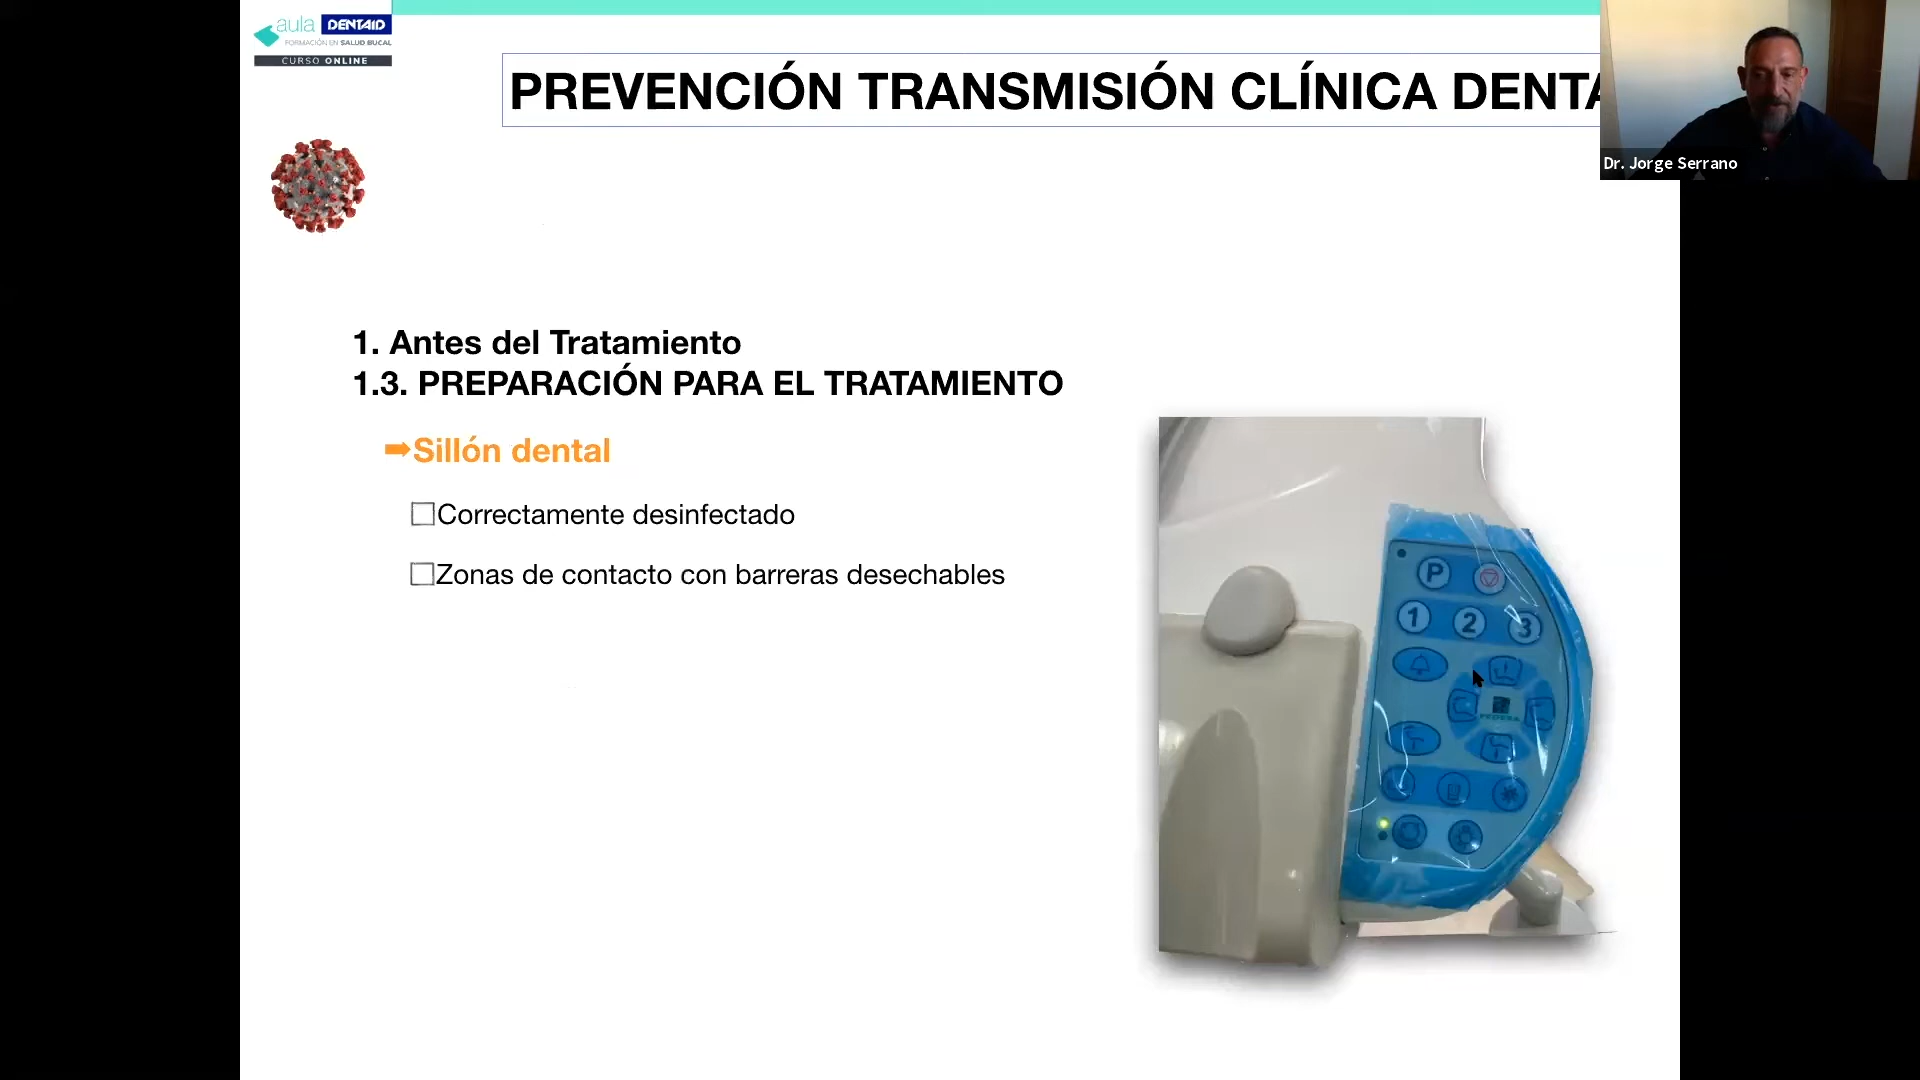 aula DENTAID
FORMACIÓN EN SALUD BUCAL
CURSO ONLINE
PREVENCIÓN TRANSMISIÓN CLÍNICA DENTA
Dr. Jorge Serrano
1. Antes del Tratamiento
1.3. PREPARACIÓN PARA EL TRATAMIENTO
➡Sillón dental
Correctamente desinfectado
Zonas de contacto con barreras desechables
P
1 2 3